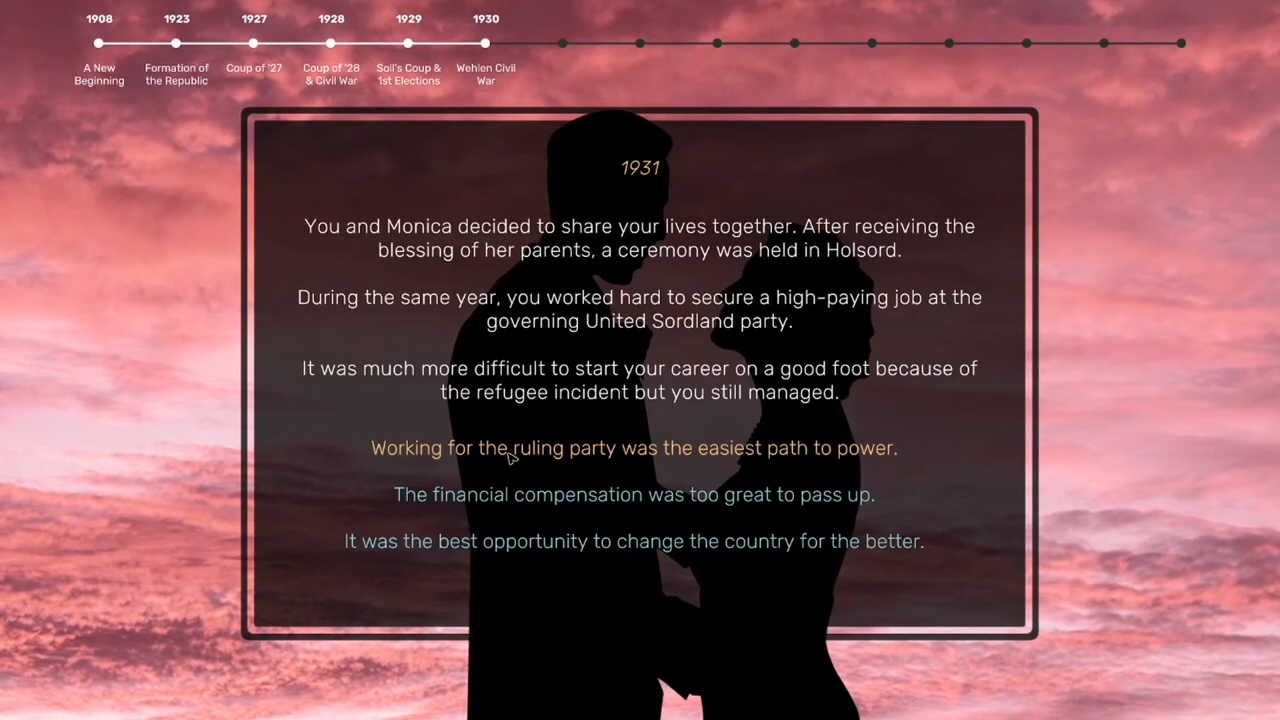 1908
1923
1927
1928
1929
1930
A New
Beginning
Formation of
the Republic
Coup of '27
Coup of '28
& Civil War
Soll's Coup &
1st Elections
Wehlen Civil
War
1931
You and Monica decided to share your lives together. After receiving the
blessing of her parents, a ceremony was held in Holsord.
During the same year, you worked hard to secure a high-paying job at the
governing United Sordland party.
It was much more difficult to start your career on a good foot because of
the refugee incident but you still managed.
Working for the ruling party was the easiest path to power.
The financial compensation was too great to pass up.
It was the best opportunity to change the country for the better.